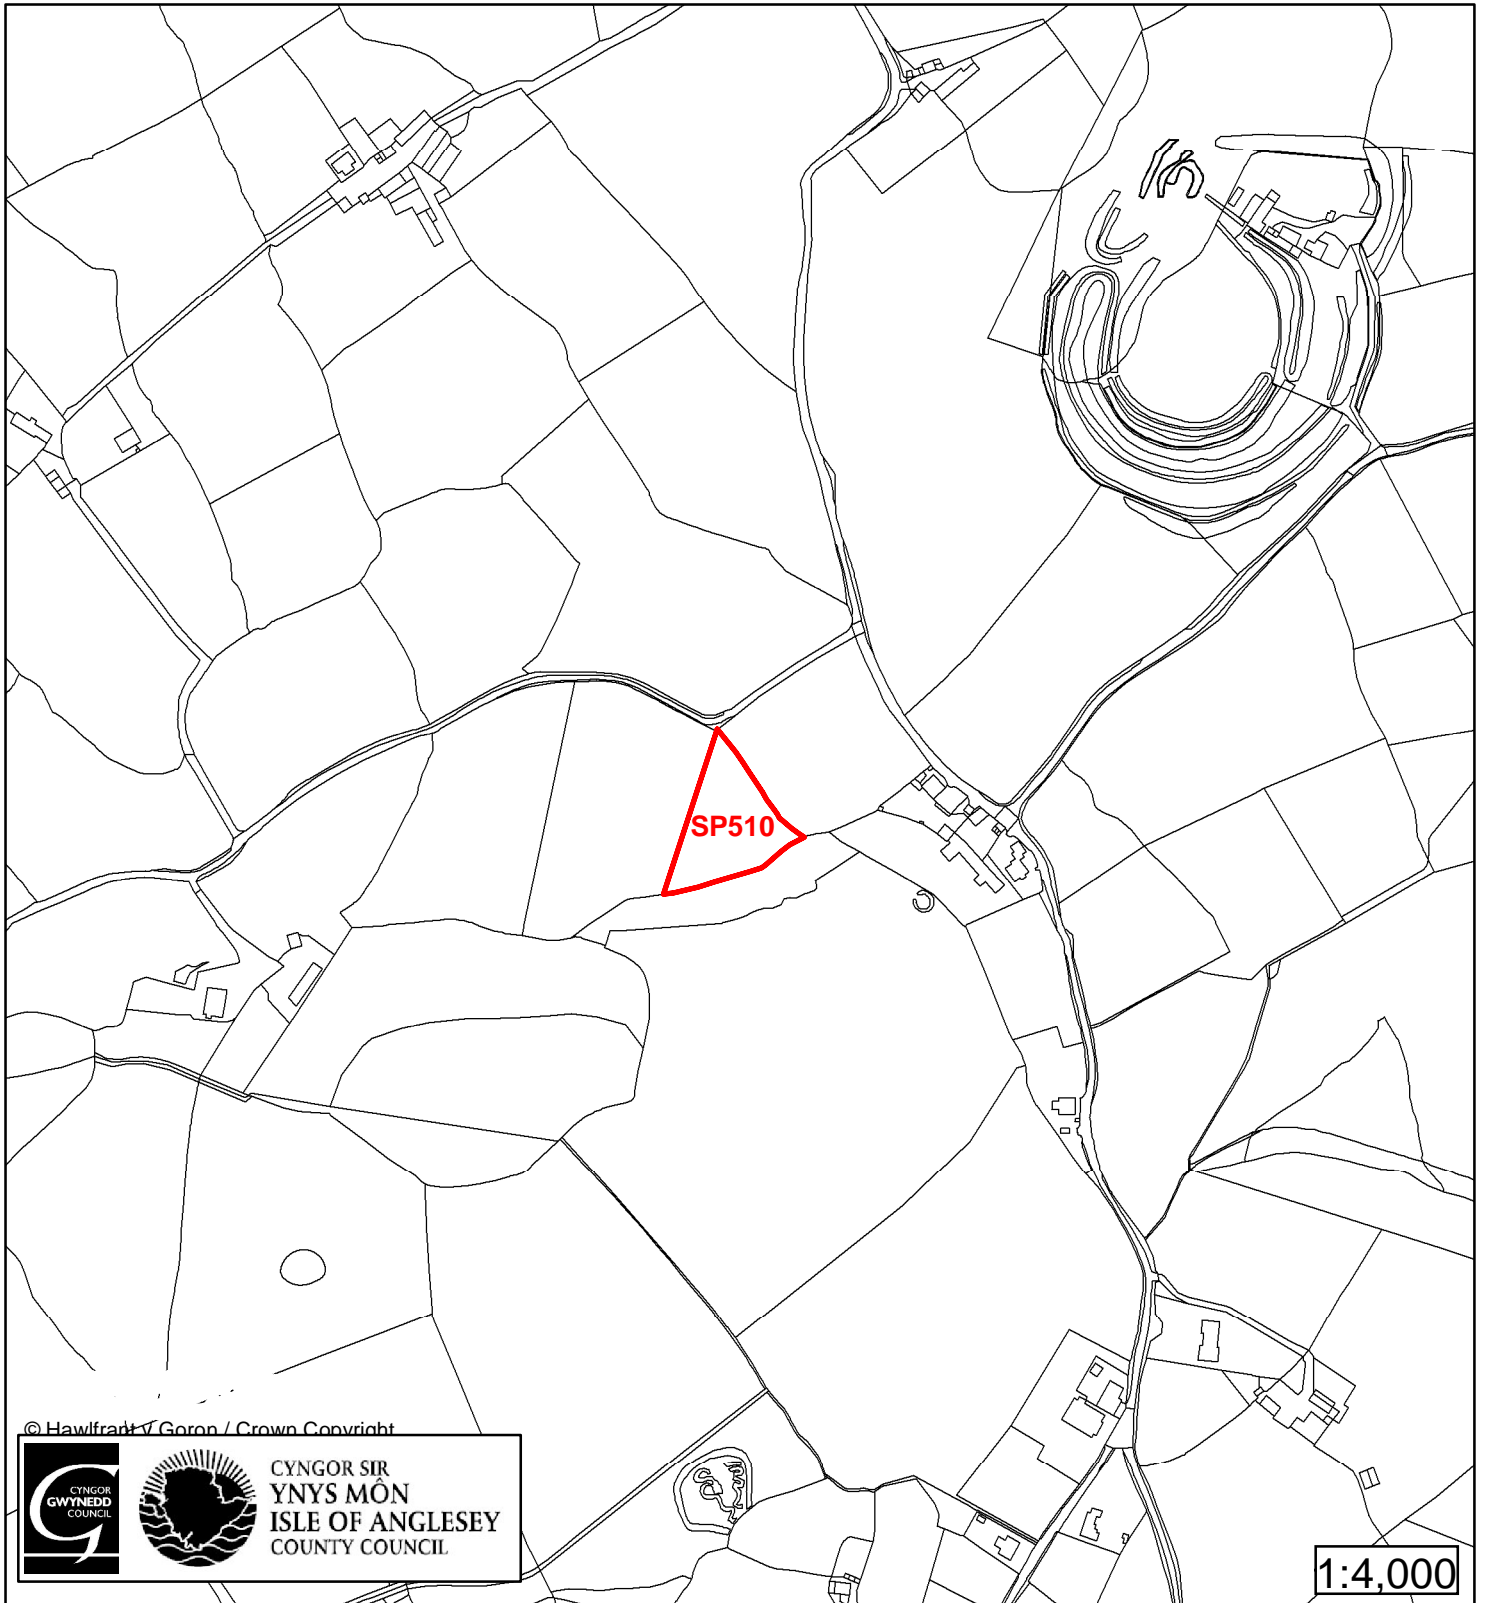 SP510
© Hawlfraint y Goron / Crown Copyright
CYNGOR
GWYNEDD
COUNCIL
CYNGOR SIR
YNYS MÔN
ISLE OF ANGLESEY
COUNTY COUNCIL
1:4,000